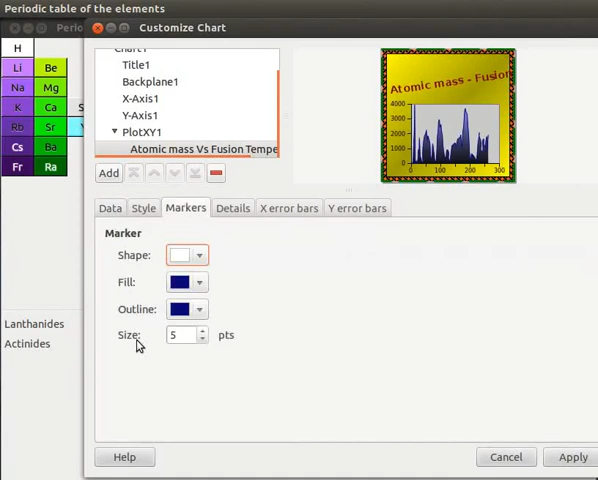 Periodic table of the elements
Perio
Customize Chart
H
Li Be
Na Mg
K Ca S
Rb Sr Y
Cs Ba
Fr Ra
Lanthanides
Actinides
Chart1
Title1
Backplane1
X-Axis1
Y-Axis1
PlotXY1
Atomic mass Vs Fusion Tempe
Atomic mass - Fusion
4000
3000
2000
1000
0
0 100 200 300
Add
Data Style Markers Details X error bars Y error bars
Marker
Shape:
Fill:
Outline:
Size: 5 pts
Help Cancel Apply